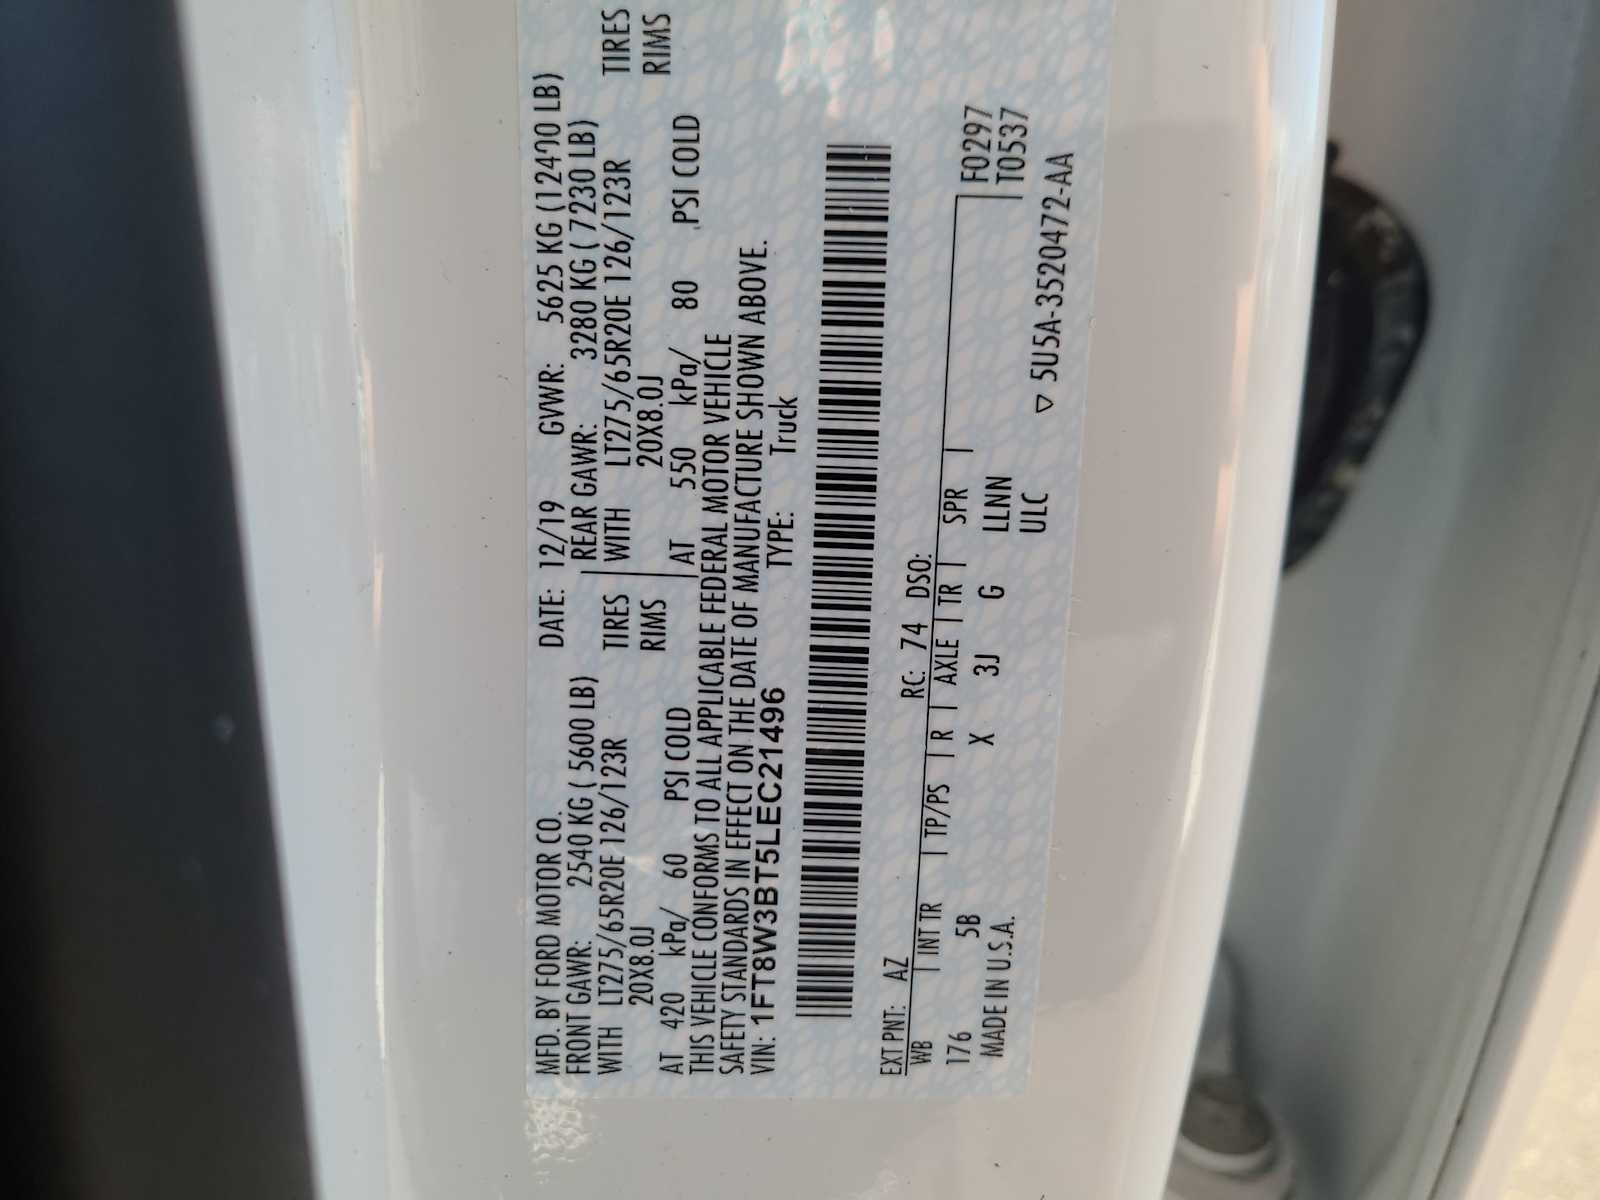 MFD. BY FORD MOTOR CO. DATE: 12/19 GVWR: 5625 KG (12400 LB)
FRONT GAWR: 2540 KG ( 5600 LB) REAR GAWR: 3280 KG ( 7230 LB)
WITH LT275/65R20E 126/123R TIRES WITH LT275/65R20E 126/123R TIRES
20X8.0J RIMS 20X8.0J RIMS
AT 420 kPa/ 60 PSI COLD AT 550 kPa/ 80 PSI COLD
THIS VEHICLE CONFORMS TO ALL APPLICABLE FEDERAL MOTOR VEHICLE
SAFETY STANDARDS IN EFFECT ON THE DATE OF MANUFACTURE SHOWN ABOVE.
VIN: 1FT8W3BT5LEC21496 TYPE: Truck
EXT PNT: AZ RC: 74 DSO:
WB INT TR TP/PS R AXLE TR SPR F0297
176 5B X 3J G LLNN T0537
MADE IN U.S.A. ULC
▽ 5U5A-3520472-AA